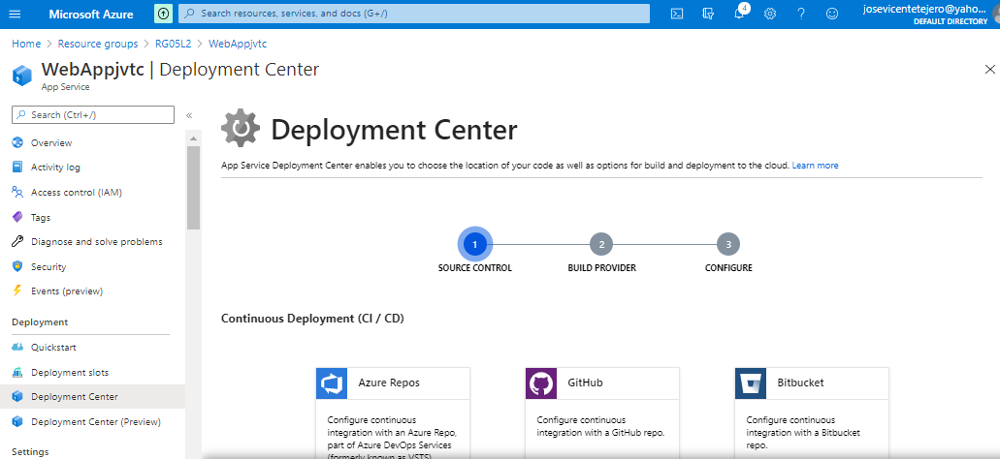 Microsoft Azure
Search resources, services, and docs (G+/)
4
josevicentetejero@yaho...
DEFAULT DIRECTORY
Home > Resource groups > RG05L2 > WebAppjvtc
WebAppjvtc | Deployment Center
App Service
Search (Ctrl+/)
Overview
Activity log
Access control (IAM)
Tags
Diagnose and solve problems
Security
Events (preview)
Deployment
Quickstart
Deployment slots
Deployment Center
Deployment Center (Preview)
Settings
Deployment Center
App Service Deployment Center enables you to choose the location of your code as well as options for build and deployment to the cloud. Learn more
1
2
3
SOURCE CONTROL
BUILD PROVIDER
CONFIGURE
Continuous Deployment (CI / CD)
Azure Repos
Configure continuous
integration with an Azure Repo,
part of Azure DevOps Services
(formerly known as VSTS)
GitHub
Configure continuous
integration with a GitHub repo.
Bitbucket
Configure continuous
integration with a Bitbucket
repo.